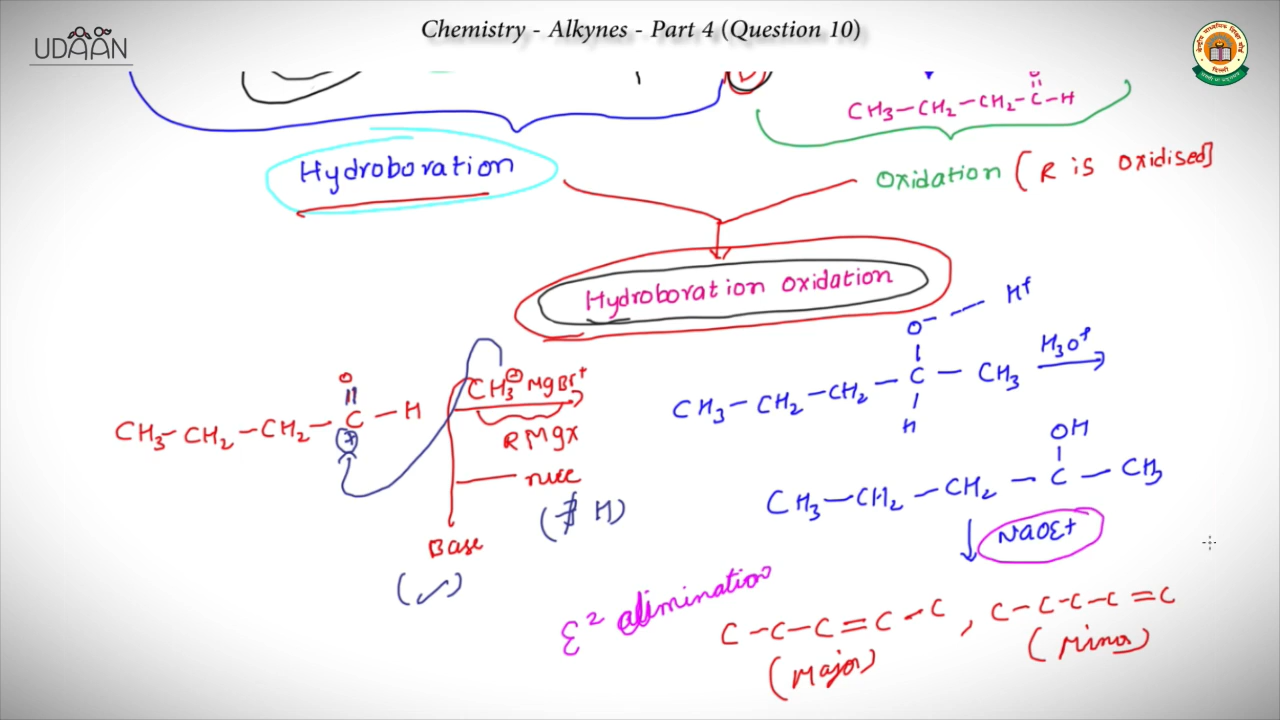 Chemistry - Alkynes - Part 4 (Question 10)
UDAAN
O
CH3-CH2-CH2-C-H
Hydroboration
Oxidation (R is oxidised]
Hydroboration oxidation
O- --- H+
CH3-CH2-CH2-C-CH3 H3O+
H
O
CH3-CH2-CH2-C-H
(+)
CH3⊖ MgBr+
RMgX
nuc
(∄ H)
Base
(✓)
OH
CH3-CH2-CH2-C-CH3
NaOEt
E2 elimination
C-C-C=C-C , C-C-C-C=C
(Major) (Minor)